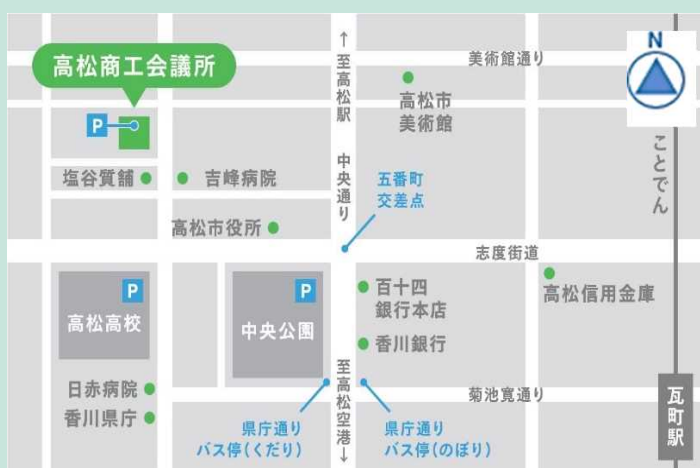 高松商工会議所
P
塩谷質舗
吉峰病院
高松市役所
↑至高松駅
中央通り
高松市
美術館
美術館通り
N
ことでん
五番町
交差点
志度街道
高松信用金庫
百十四
銀行本店
香川銀行
P
高松高校
P
中央公園
日赤病院
香川県庁
県庁通り
バス停(くだり)
至高松空港↓
県庁通り
バス停(のぼり)
菊池寛通り
瓦町駅